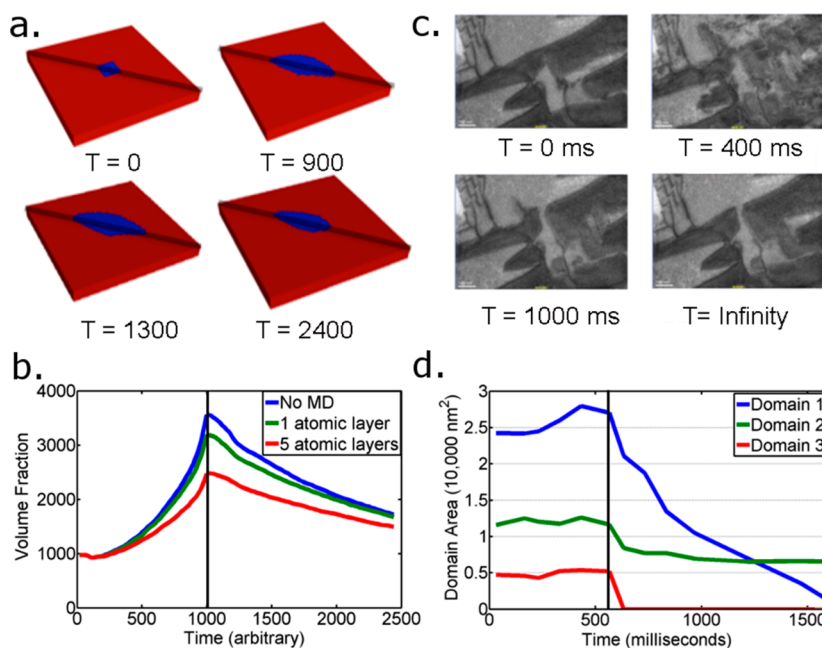 a.
T = 0
T = 900
T = 1300
T = 2400
b.
4000
3000
2000
1000
0
Volume Fraction
No MD
1 atomic layer
5 atomic layers
0 500 1000 1500 2000 2500
Time (arbitrary)
c.
T = 0 ms
T = 400 ms
T = 1000 ms
T= Infinity
d.
3
2.5
2
1.5
1
0.5
0
Domain Area (10,000 nm²)
Domain 1
Domain 2
Domain 3
0 500 1000 1500
Time (milliseconds)